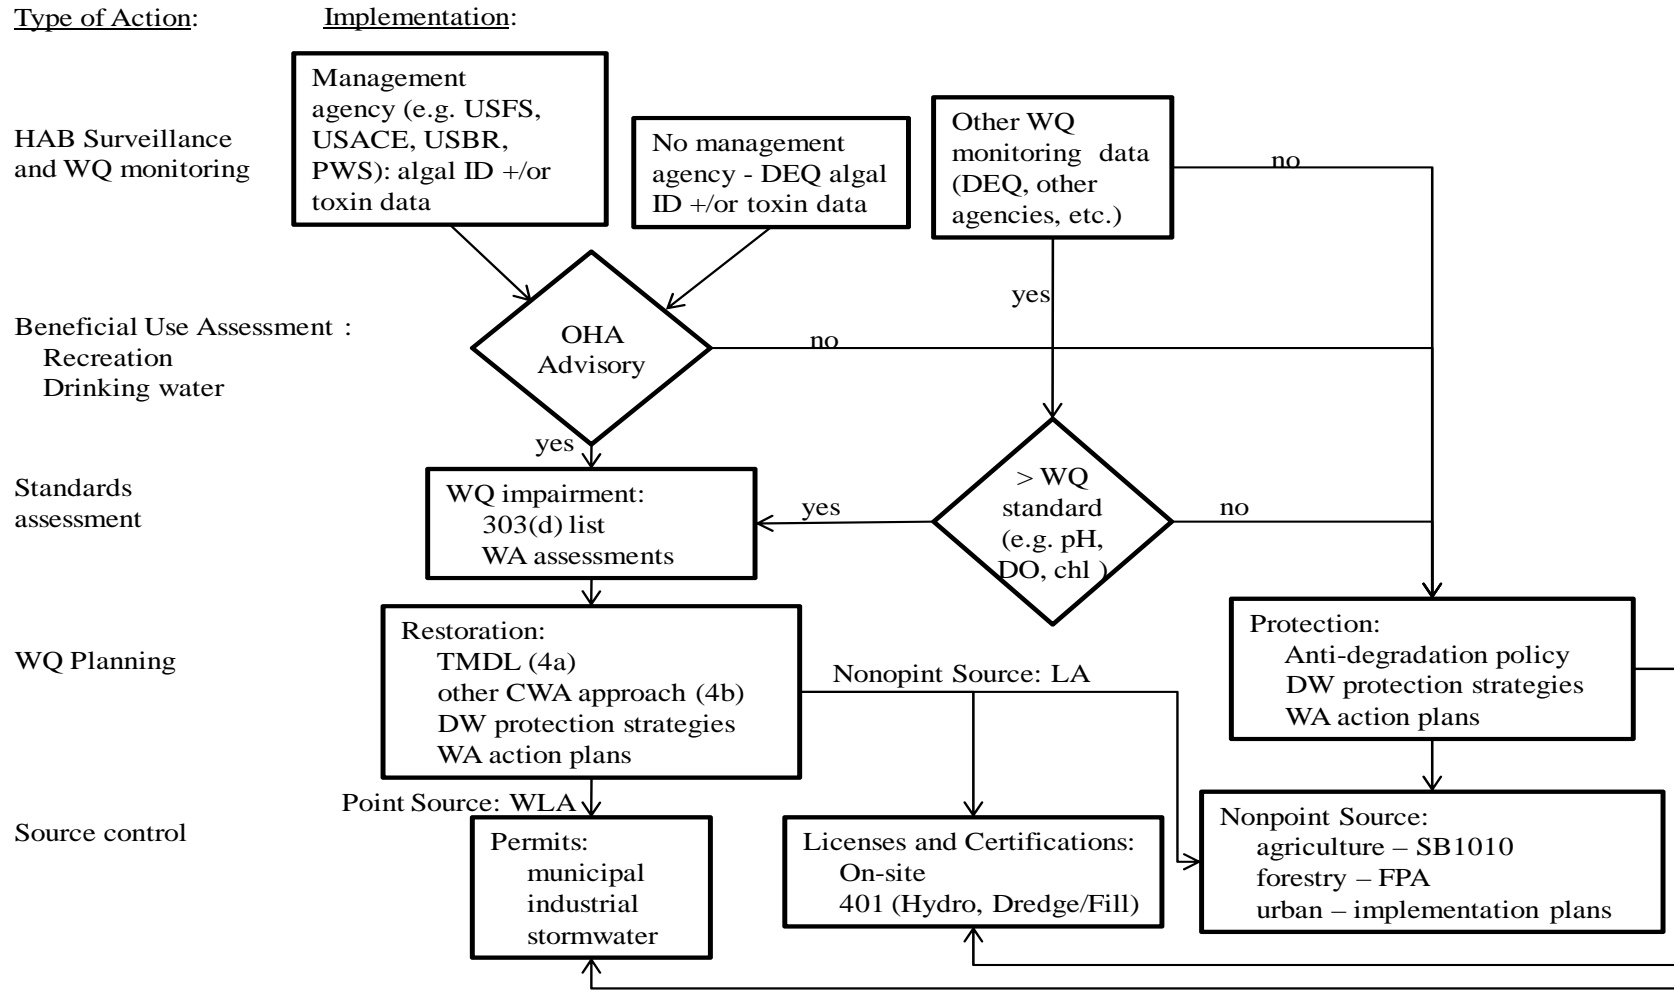 Type of Action:
Implementation:
HAB Surveillance
and WQ monitoring
Management
agency (e.g. USFS,
USACE, USBR,
PWS): algal ID +/or
toxin data
No management
agency - DEQ algal
ID +/or toxin data
Other WQ
monitoring data
(DEQ, other
agencies, etc.)
no
yes
Beneficial Use Assessment :
Recreation
Drinking water
OHA
Advisory
no
yes
Standards
assessment
WQ impairment:
303(d) list
WA assessments
yes
> WQ
standard
(e.g. pH,
DO, chl )
no
WQ Planning
Restoration:
TMDL (4a)
other CWA approach (4b)
DW protection strategies
WA action plans
Nonopint Source: LA
Protection:
Anti-degradation policy
DW protection strategies
WA action plans
Point Source: WLA
Source control
Permits:
municipal
industrial
stormwater
Licenses and Certifications:
On-site
401 (Hydro, Dredge/Fill)
Nonpoint Source:
agriculture – SB1010
forestry – FPA
urban – implementation plans